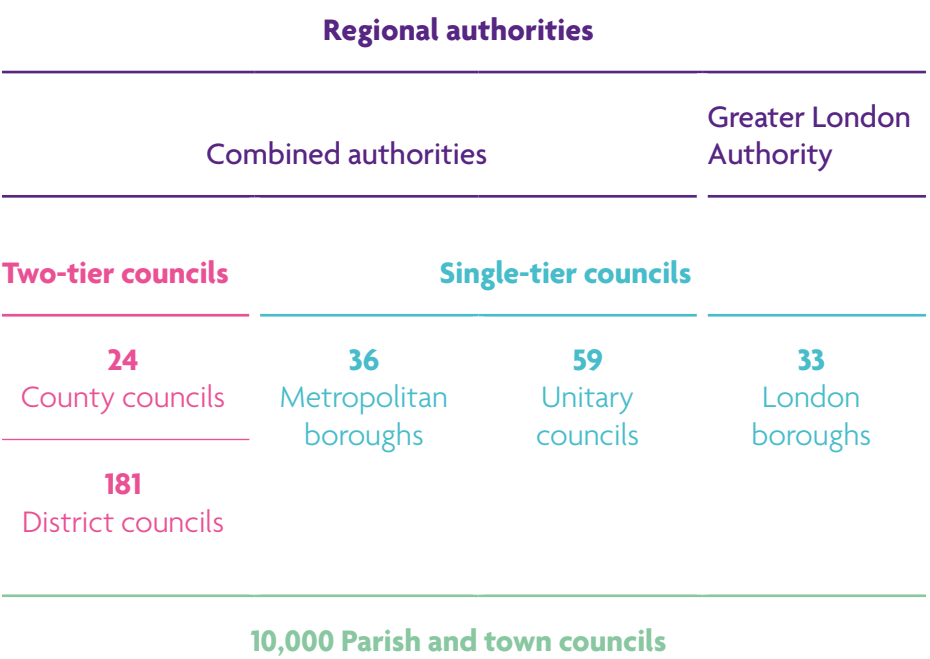 Regional authorities
Combined authorities
Greater London
Authority
Two-tier councils
Single-tier councils
24
County councils
181
District councils
36
Metropolitan
boroughs
59
Unitary
councils
33
London
boroughs
10,000 Parish and town councils